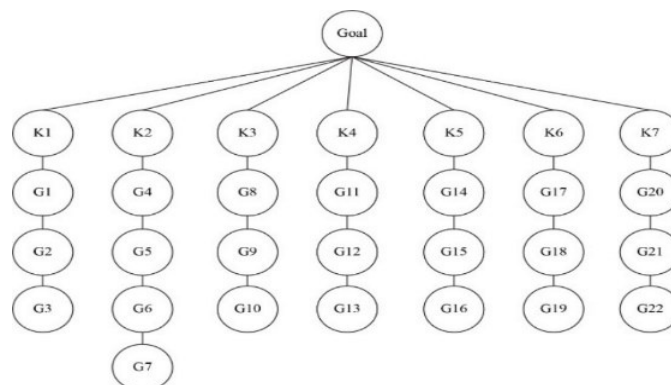 Goal
K1 K2 K3 K4 K5 K6 K7
G1 G4 G8 G11 G14 G17 G20
G2 G5 G9 G12 G15 G18 G21
G3 G6 G10 G13 G16 G19 G22
G7